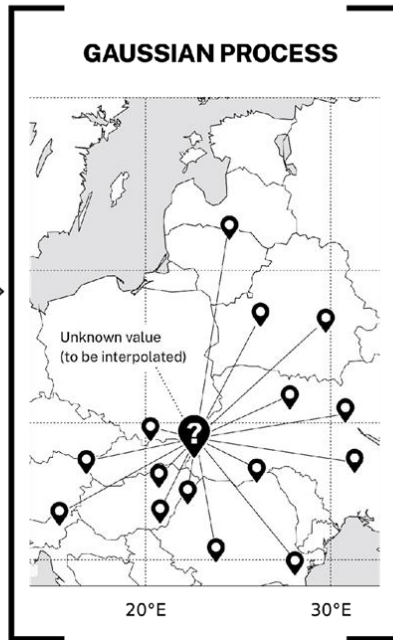 GAUSSIAN PROCESS
Unknown value
(to be interpolated)
?
20°E
30°E